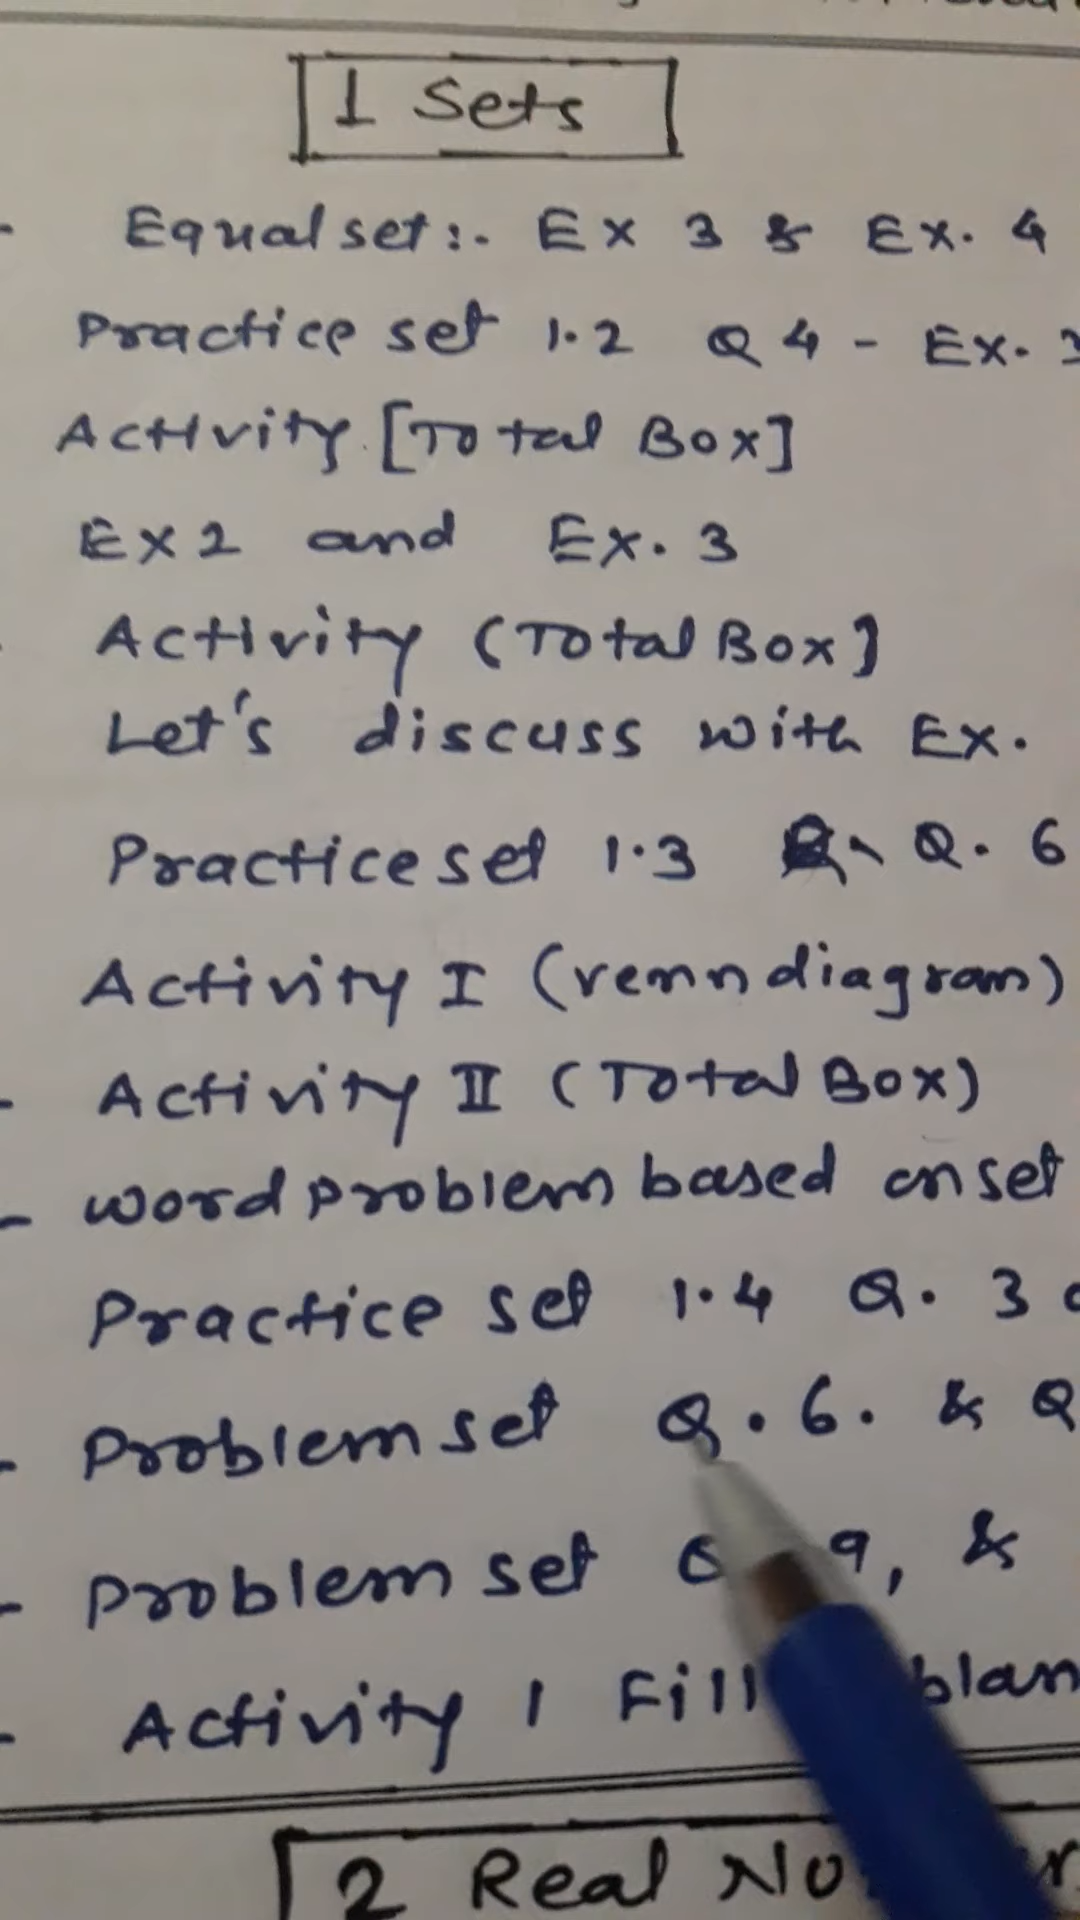 1 Sets
- Equal set :- Ex 3 & Ex. 4
Practice set 1.2 Q 4 - Ex. 3
Activity [Total Box]
Ex 2 and Ex. 3
- Activity (Total Box]
Let's discuss with Ex.
Practice set 1.3 Q. 6
Activity I (venn diagram)
- Activity II (Total Box)
- word problem based on set
Practice set 1.4 Q. 3
- Problem set Q. 6. & Q
- Problem set 9, &
- Activity 1 Fill blan
2 Real